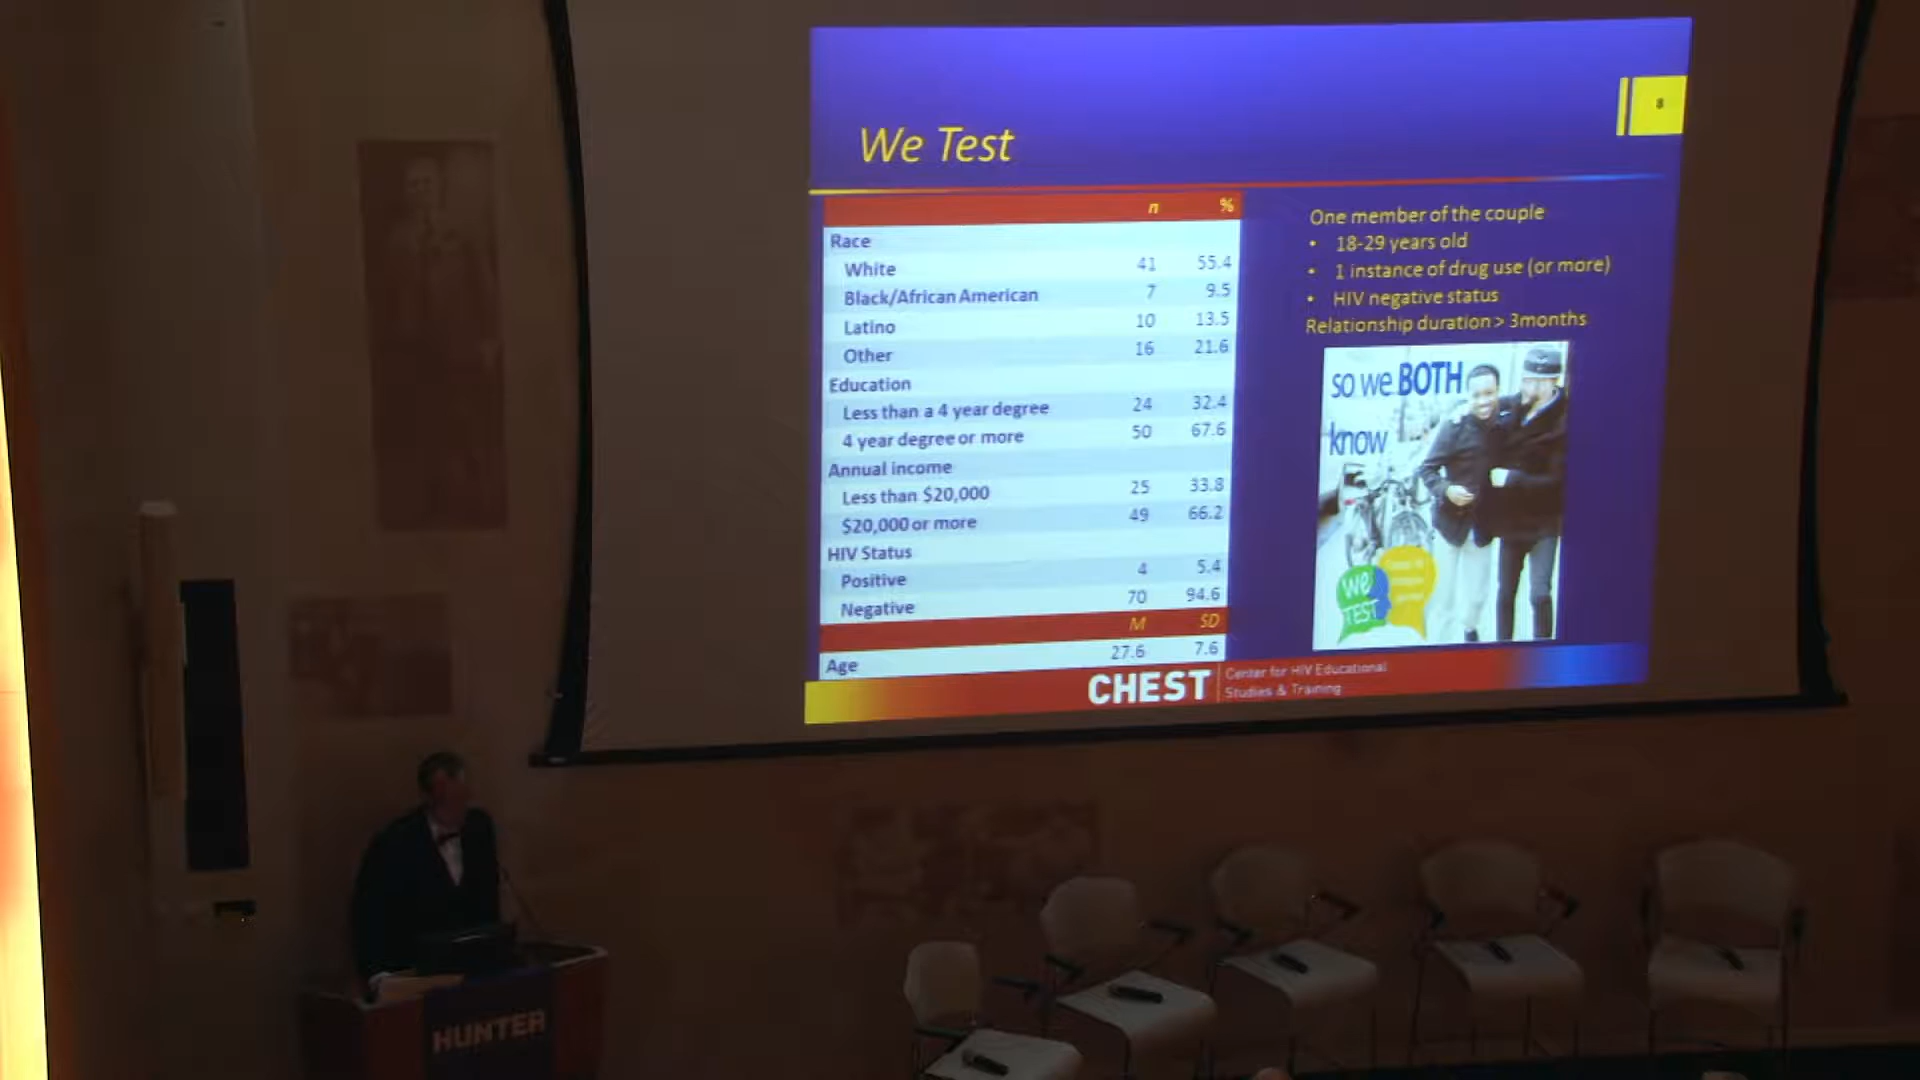 8
We Test
n %
Race
White 41 55.4
Black/African American 7 9.5
Latino 10 13.5
Other 16 21.6
Education
Less than a 4 year degree 24 32.4
4 year degree or more 50 67.6
Annual income
Less than $20,000 25 33.8
$20,000 or more 49 66.2
HIV Status
Positive 4 5.4
Negative 70 94.6
M SD
Age 27.6 7.6
One member of the couple
• 18-29 years old
• 1 instance of drug use (or more)
• HIV negative status
Relationship duration > 3months
so we BOTH
know
we
TEST
CHEST
Center for HIV Educational
Studies & Training
HUNTER